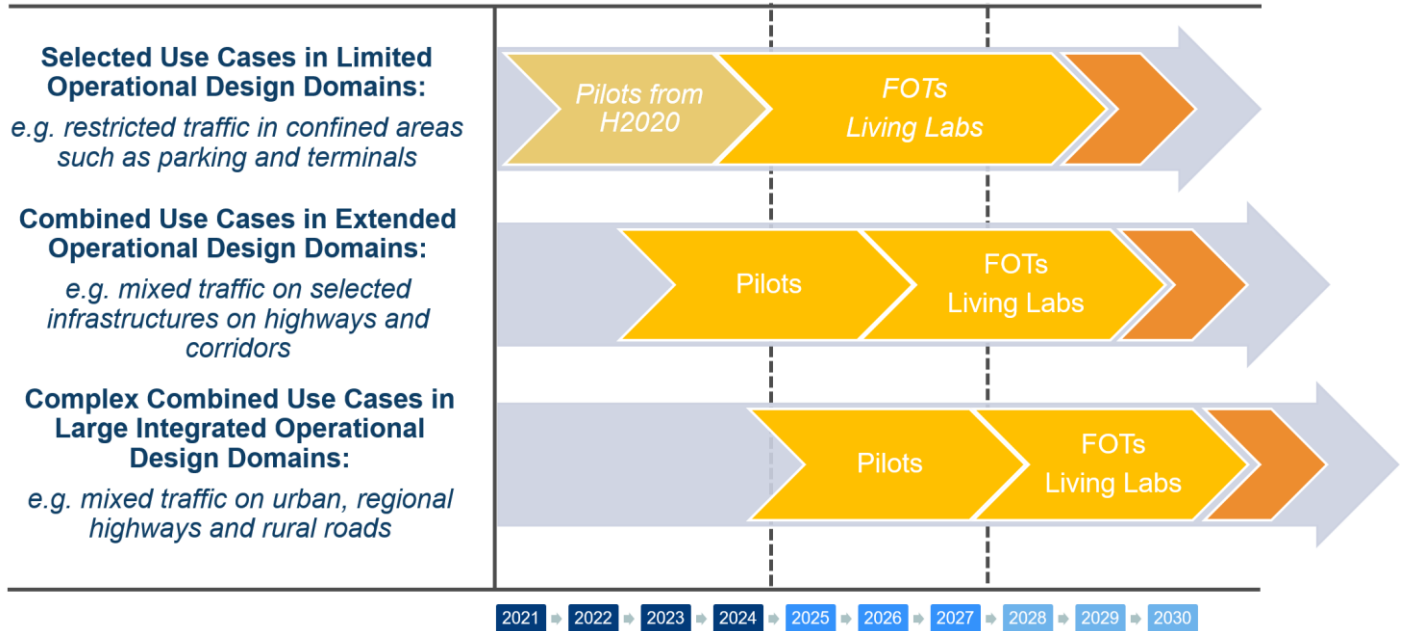 Selected Use Cases in Limited
Operational Design Domains:
e.g. restricted traffic in confined areas
such as parking and terminals
Pilots from
H2020
FOTs
Living Labs
Combined Use Cases in Extended
Operational Design Domains:
e.g. mixed traffic on selected
infrastructures on highways and
corridors
Pilots
FOTs
Living Labs
Complex Combined Use Cases in
Large Integrated Operational
Design Domains:
e.g. mixed traffic on urban, regional
highways and rural roads
Pilots
FOTs
Living Labs
2021 2022 2023 2024 2025 2026 2027 2028 2029 2030